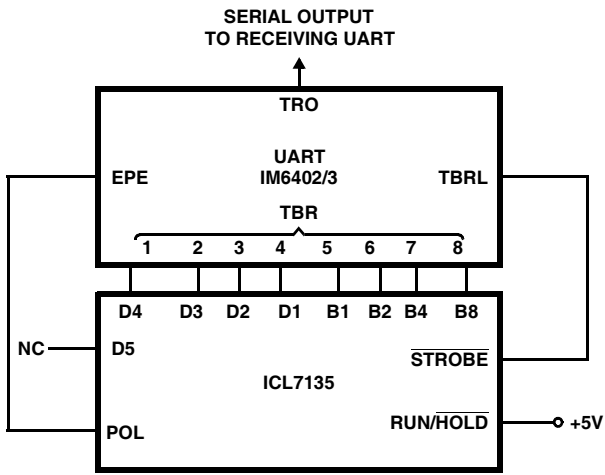 SERIAL OUTPUT
TO RECEIVING UART
TRO
UART
IM6402/3
EPE
TBRL
TBR
1 2 3 4 5 6 7 8
D4 D3 D2 D1 B1 B2 B4 B8
NC
D5
STROBE
ICL7135
RUN/HOLD
+5V
POL